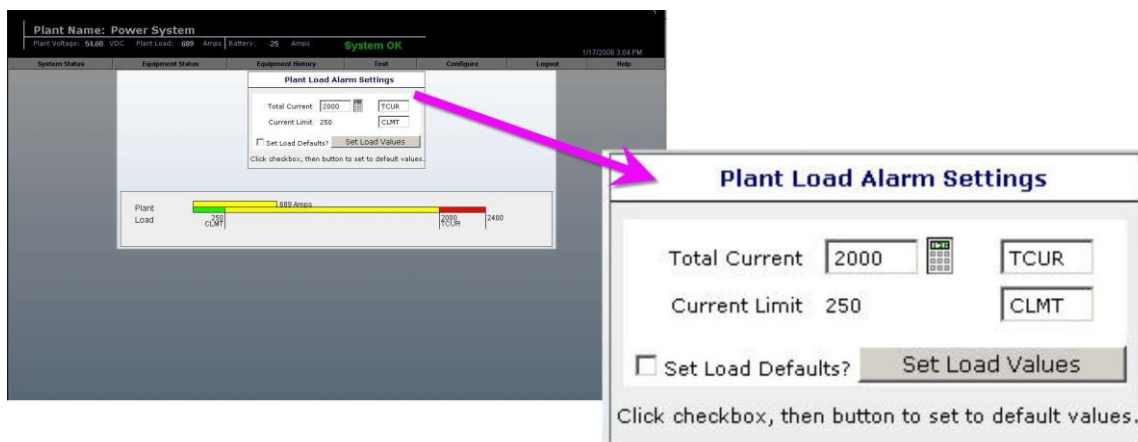 Plant Name: Power System
Plant Voltage: 54.60 VDC Plant Load: 689 Amps Battery: -25 Amps System OK
1/17/2006 3:04 PM
System Status Equipment Status Equipment History Test Configure Logout Help
Plant Load Alarm Settings
Total Current 2000 TCUR
Current Limit 250 CLMT
Set Load Defaults? Set Load Values
Click checkbox, then button to set to default values.
Plant 689 Amps
Load 250 2000 2400
CLMT TCUR
Plant Load Alarm Settings
Total Current 2000 TCUR
Current Limit 250 CLMT
Set Load Defaults? Set Load Values
Click checkbox, then button to set to default values.